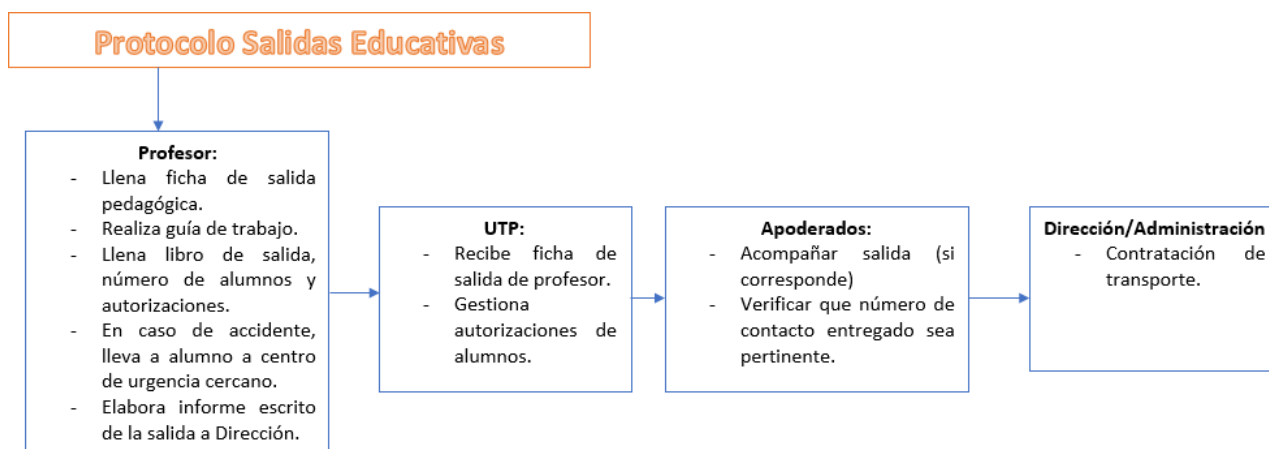 Protocolo Salidas Educativas
Profesor:
- Llena ficha de salida
pedagógica.
- Realiza guía de trabajo.
- Llena libro de salida,
número de alumnos y
autorizaciones.
- En caso de accidente,
lleva a alumno a centro
de urgencia cercano.
- Elabora informe escrito
de la salida a Dirección.
UTP:
- Recibe ficha de
salida de profesor.
- Gestiona
autorizaciones de
alumnos.
Apoderados:
- Acompañar salida (si
corresponde)
- Verificar que número de
contacto entregado sea
pertinente.
Dirección/Administración
- Contratación de
transporte.